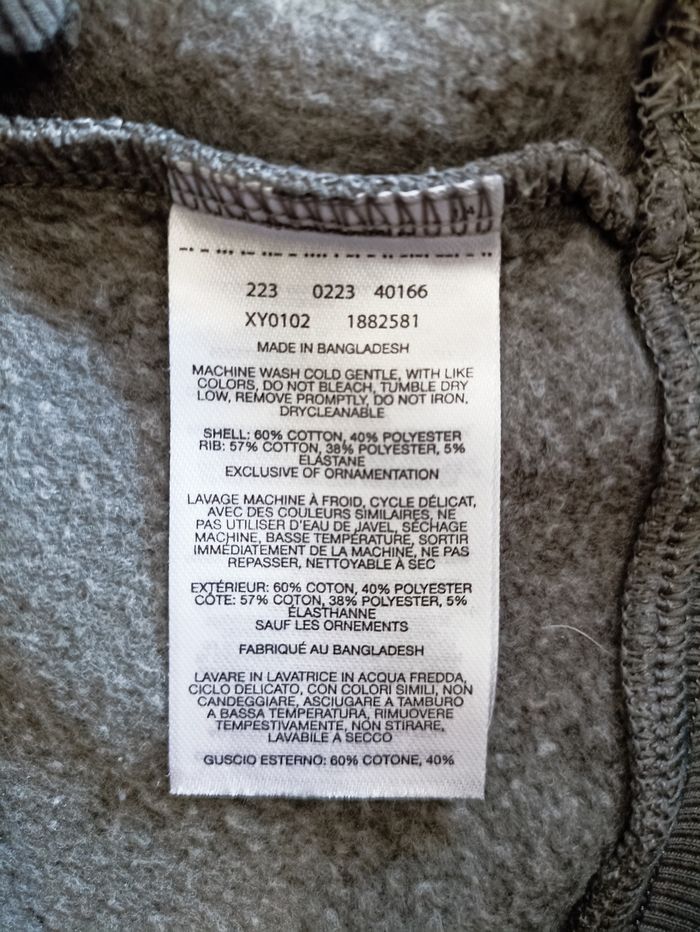 223 0223 40166
XY0102 1882581
MADE IN BANGLADESH
MACHINE WASH COLD GENTLE, WITH LIKE
COLORS, DO NOT BLEACH, TUMBLE DRY
LOW, REMOVE PROMPTLY, DO NOT IRON.
DRYCLEANABLE
SHELL: 60% COTTON, 40% POLYESTER
RIB: 57% COTTON, 38% POLYESTER, 5%
ELASTANE
EXCLUSIVE OF ORNAMENTATION
LAVAGE MACHINE À FROID, CYCLE DÉLICAT,
AVEC DES COULEURS SIMILAIRES, NE
PAS UTILISER D'EAU DE JAVEL, SÉCHAGE
MACHINE, BASSE TEMPÉRATURE, SORTIR
IMMÉDIATEMENT DE LA MACHINE, NE PAS
REPASSER, NETTOYABLE À SEC
EXTÉRIEUR: 60% COTON, 40% POLYESTER
CÔTE: 57% COTON, 38% POLYESTER, 5%
ÉLASTHANNE
SAUF LES ORNEMENTS
FABRIQUÉ AU BANGLADESH
LAVARE IN LAVATRICE IN ACQUA FREDDA,
CICLO DELICATO, CON COLORI SIMILI, NON
CANDEGGIARE, ASCIUGARE A TAMBURO
A BASSA TEMPERATURA, RIMUOVERE
TEMPESTIVAMENTE, NON STIRARE,
LAVABILE A SECCO
GUSCIO ESTERNO: 60% COTONE, 40%